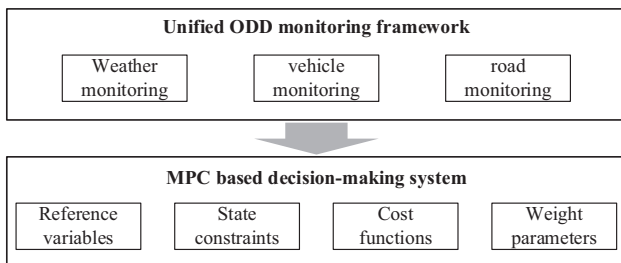 Unified ODD monitoring framework
Weather monitoring
vehicle monitoring
road monitoring
MPC based decision-making system
Reference variables
State constraints
Cost functions
Weight parameters